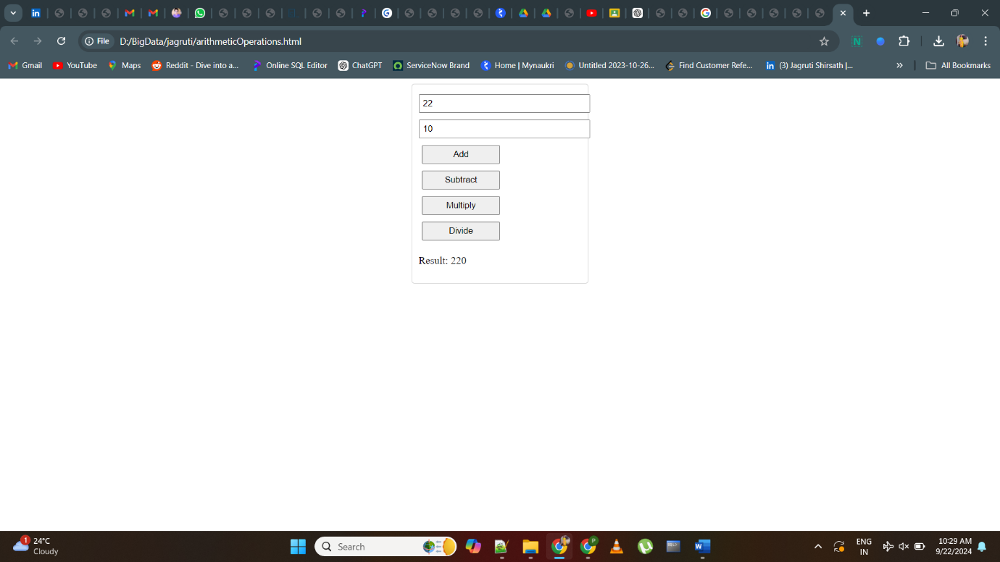 File
D:/BigData/jagruti/arithmeticOperations.html
Gmail
YouTube
Maps
Reddit - Dive into a...
Online SQL Editor
ChatGPT
ServiceNow Brand
Home | Mynaukri
Untitled 2023-10-26...
Find Customer Refe...
(3) Jagruti Shirsath |...
All Bookmarks
22
10
Add
Subtract
Multiply
Divide
Result: 220
1
24°C
Cloudy
Search
ENG
IN
10:29 AM
9/22/2024